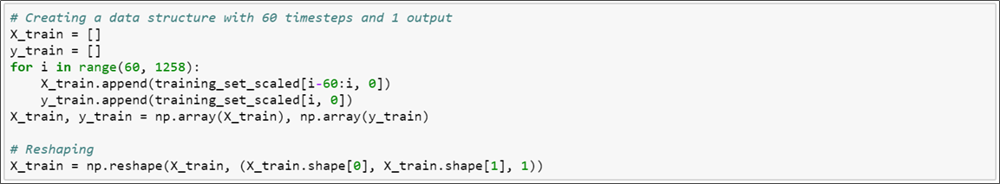 # Creating a data structure with 60 timesteps and 1 output
X_train = []
y_train = []
for i in range(60, 1258):
    X_train.append(training_set_scaled[i-60:i, 0])
    y_train.append(training_set_scaled[i, 0])
X_train, y_train = np.array(X_train), np.array(y_train)

# Reshaping
X_train = np.reshape(X_train, (X_train.shape[0], X_train.shape[1], 1))